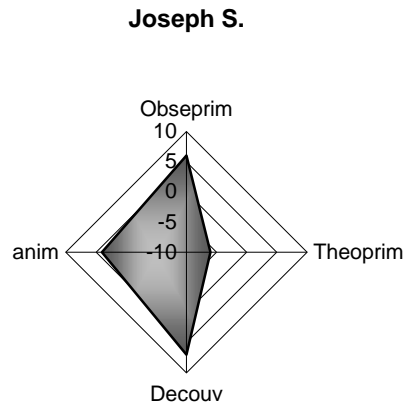 Joseph S.
Obseprim
10
5
0
-5
-10
anim
Theoprim
Decouv